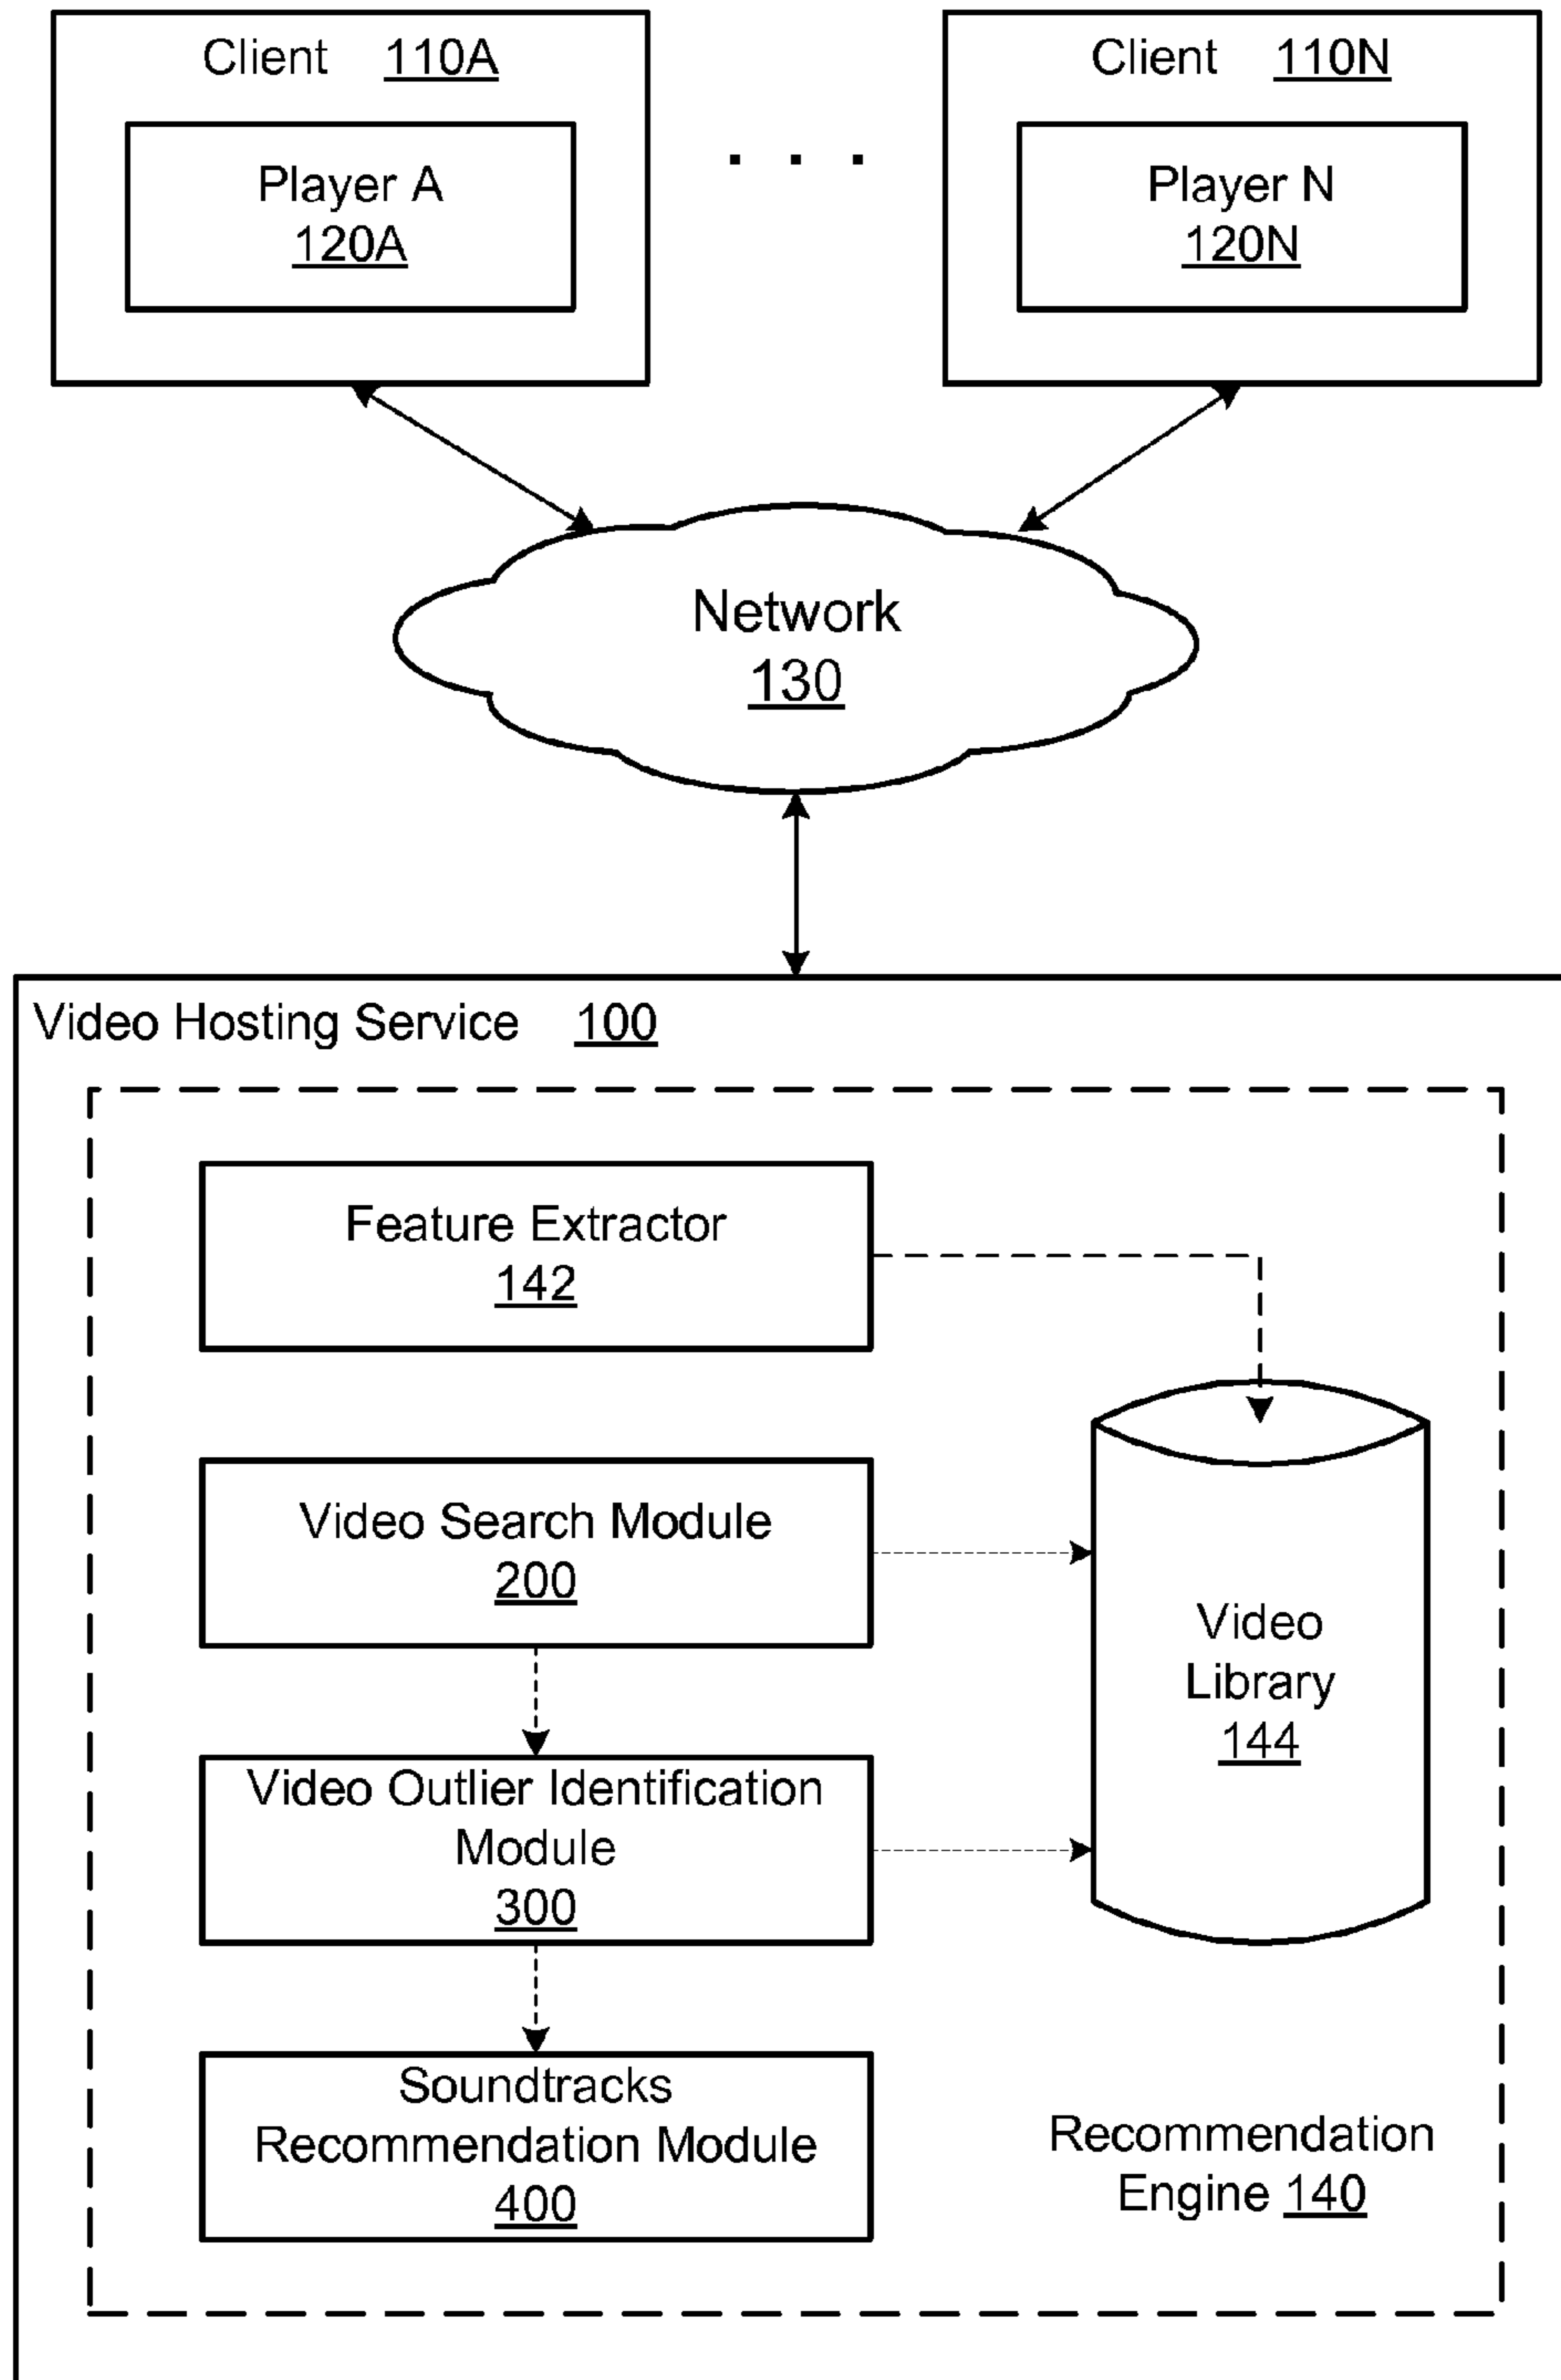 Client 110A
Player A
120A
. . .
Client 110N
Player N
120N
Network
130
Video Hosting Service 100
Feature Extractor
142
Video Search Module
200
Video Outlier Identification
Module
300
Soundtracks
Recommendation Module
400
Video
Library
144
Recommendation
Engine 140